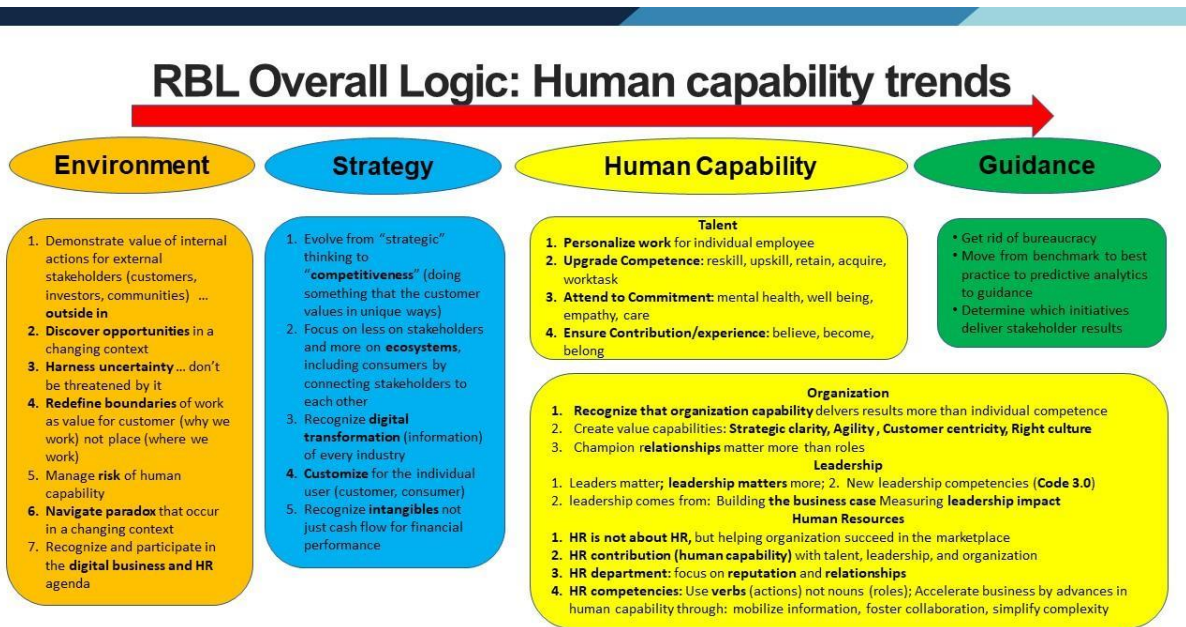 RBL Overall Logic: Human capability trends
Environment
1. Demonstrate value of internal
actions for external
stakeholders (customers,
investors, communities) ...
outside in
2. Discover opportunities in a
changing context
3. Harness uncertainty ... don't
be threatened by it
4. Redefine boundaries of work
as value for customer (why we
work) not place (where we
work)
5. Manage risk of human
capability
6. Navigate paradox that occur
in a changing context
7. Recognize and participate in
the digital business and HR
agenda
Strategy
1. Evolve from “strategic”
thinking to
“competitiveness” (doing
something that the customer
values in unique ways)
2. Focus on less on stakeholders
and more on ecosystems,
including consumers by
connecting stakeholders to
each other
3. Recognize digital
transformation (information)
of every industry
4. Customize for the individual
user (customer, consumer)
5. Recognize intangibles not
just cash flow for financial
performance
Human Capability
Talent
1. Personalize work for individual employee
2. Upgrade Competence: reskill, upskill, retain, acquire,
worktask
3. Attend to Commitment: mental health, well being,
empathy, care
4. Ensure Contribution/experience: believe, become,
belong
Organization
1. Recognize that organization capability delvers results more than individual competence
2. Create value capabilities: Strategic clarity, Agility , Customer centricity, Right culture
3. Champion relationships matter more than roles
Leadership
1. Leaders matter; leadership matters more; 2. New leadership competencies (Code 3.0)
2. leadership comes from: Building the business case Measuring leadership impact
Human Resources
1. HR is not about HR, but helping organization succeed in the marketplace
2. HR contribution (human capability) with talent, leadership, and organization
3. HR department: focus on reputation and relationships
4. HR competencies: Use verbs (actions) not nouns (roles); Accelerate business by advances in
human capability through: mobilize information, foster collaboration, simplify complexity
Guidance
• Get rid of bureaucracy
• Move from benchmark to best
practice to predictive analytics
to guidance
• Determine which initiatives
deliver stakeholder results